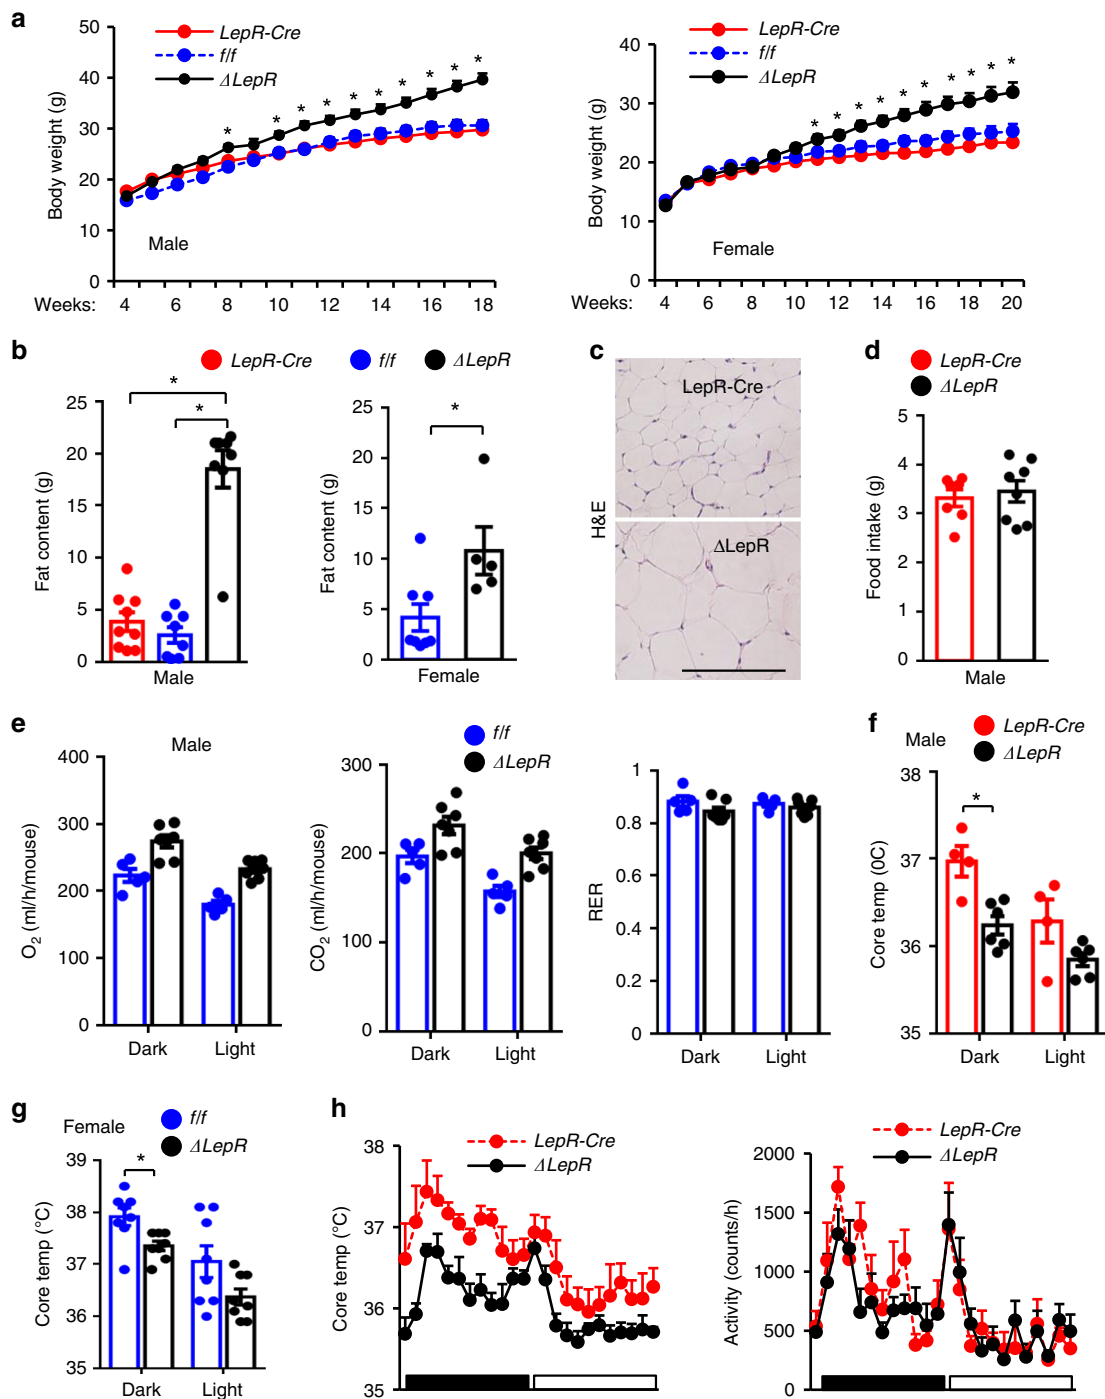 a
LepR-Cre
f/f
ΔLepR
* * * * * * * * * *
Body weight (g)
40
30
20
10
0
Male
Weeks: 4 6 8 10 12 14 16 18
LepR-Cre
f/f
ΔLepR
* * * * * * * * * *
Body weight (g)
40
30
20
10
0
Female
Weeks: 4 6 8 10 12 14 16 18 20
b
LepR-Cre f/f ΔLepR
*
*
Fat content (g)
25
20
15
10
5
0
Male
*
Fat content (g)
25
20
15
10
5
0
Female
c
LepR-Cre
ΔLepR
H&E
d
LepR-Cre
ΔLepR
Food intake (g)
5
4
3
2
1
0
Male
e
Male
O2 (ml/h/mouse)
400
300
200
100
0
Dark Light
f/f
ΔLepR
CO2 (ml/h/mouse)
300
200
100
0
Dark Light
RER
1
0.8
0.6
0.4
0.2
0
Dark Light
f
Male
LepR-Cre
ΔLepR
*
Core temp (0C)
38
37
36
35
Dark Light
g
Female
f/f
ΔLepR
*
Core temp (°C)
39
38
37
36
35
Dark Light
h
LepR-Cre
ΔLepR
Core temp (°C)
38
37
36
35
LepR-Cre
ΔLepR
Activity (counts/h)
2000
1500
1000
500
0